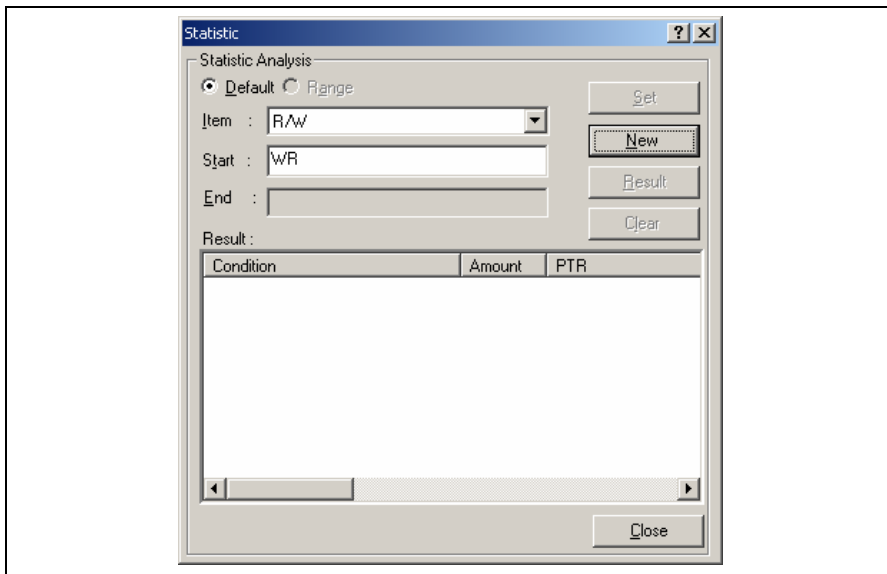 Statistic
Statistic Analysis
Default Range
Set
Item : R/W
New
Start : WR
Result
End :
Clear
Result :
Condition Amount PTR
Close